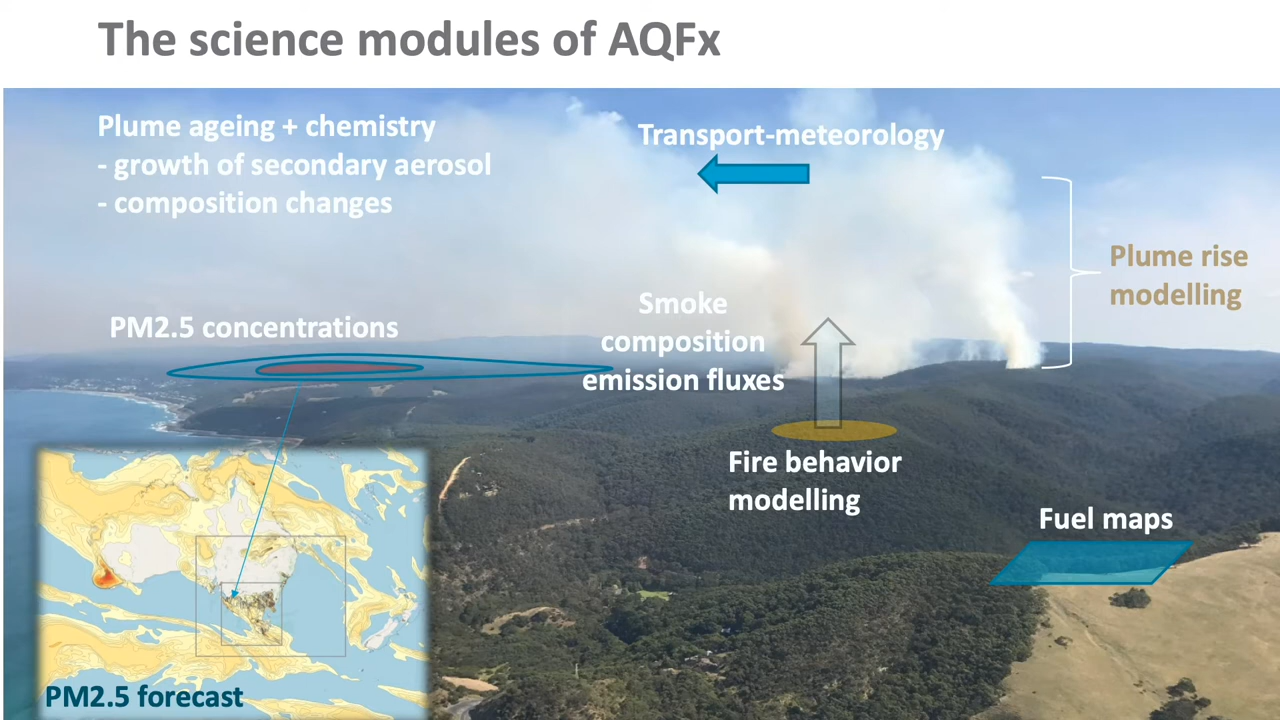 The science modules of AQFx
Plume ageing + chemistry
- growth of secondary aerosol
- composition changes
Transport-meteorology
Plume rise
modelling
PM2.5 concentrations
Smoke
composition
emission fluxes
Fire behavior
modelling
Fuel maps
PM2.5 forecast